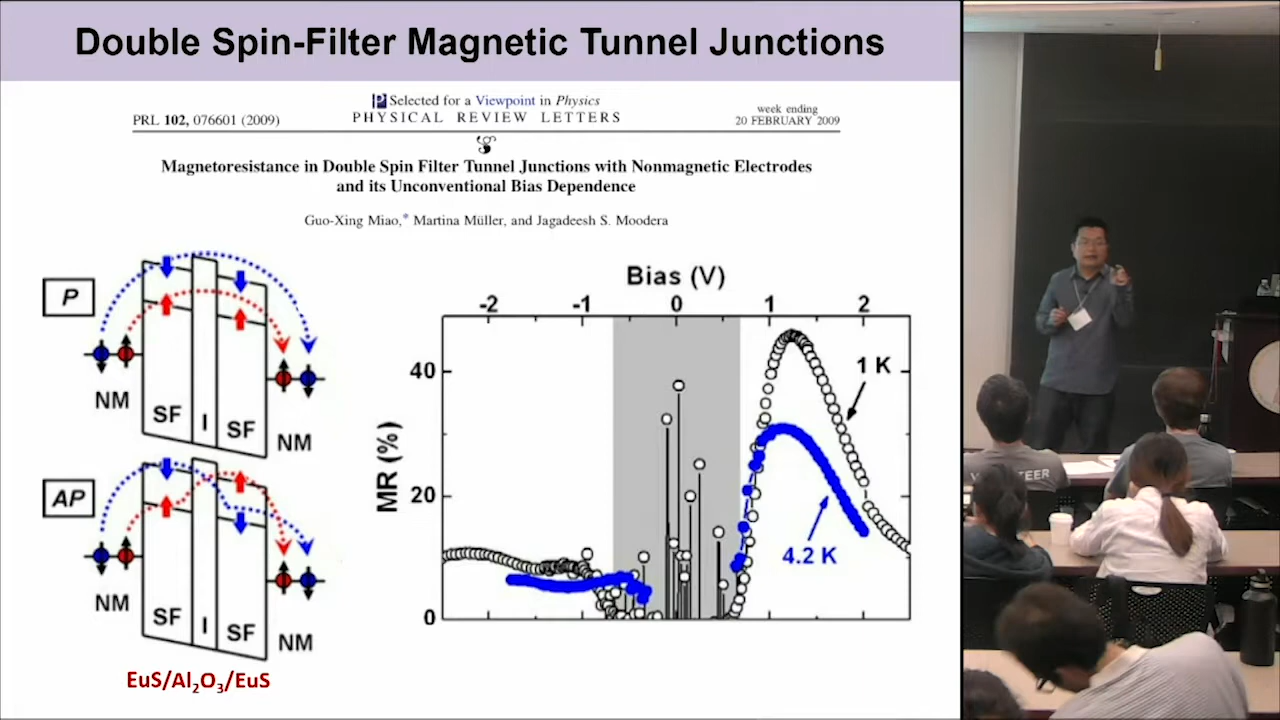 Double Spin-Filter Magnetic Tunnel Junctions
Selected for a Viewpoint in Physics
PRL 102, 076601 (2009)
PHYSICAL REVIEW LETTERS
week ending
20 FEBRUARY 2009
Magnetoresistance in Double Spin Filter Tunnel Junctions with Nonmagnetic Electrodes
and its Unconventional Bias Dependence
Guo-Xing Miao,* Martina Müller, and Jagadeesh S. Moodera
P
NM
SF
I
SF
NM
AP
NM
SF
I
SF
NM
EuS/Al₂O₃/EuS
Bias (V)
-2 -1 0 1 2
MR (%)
40
20
0
1 K
4.2 K
TEER